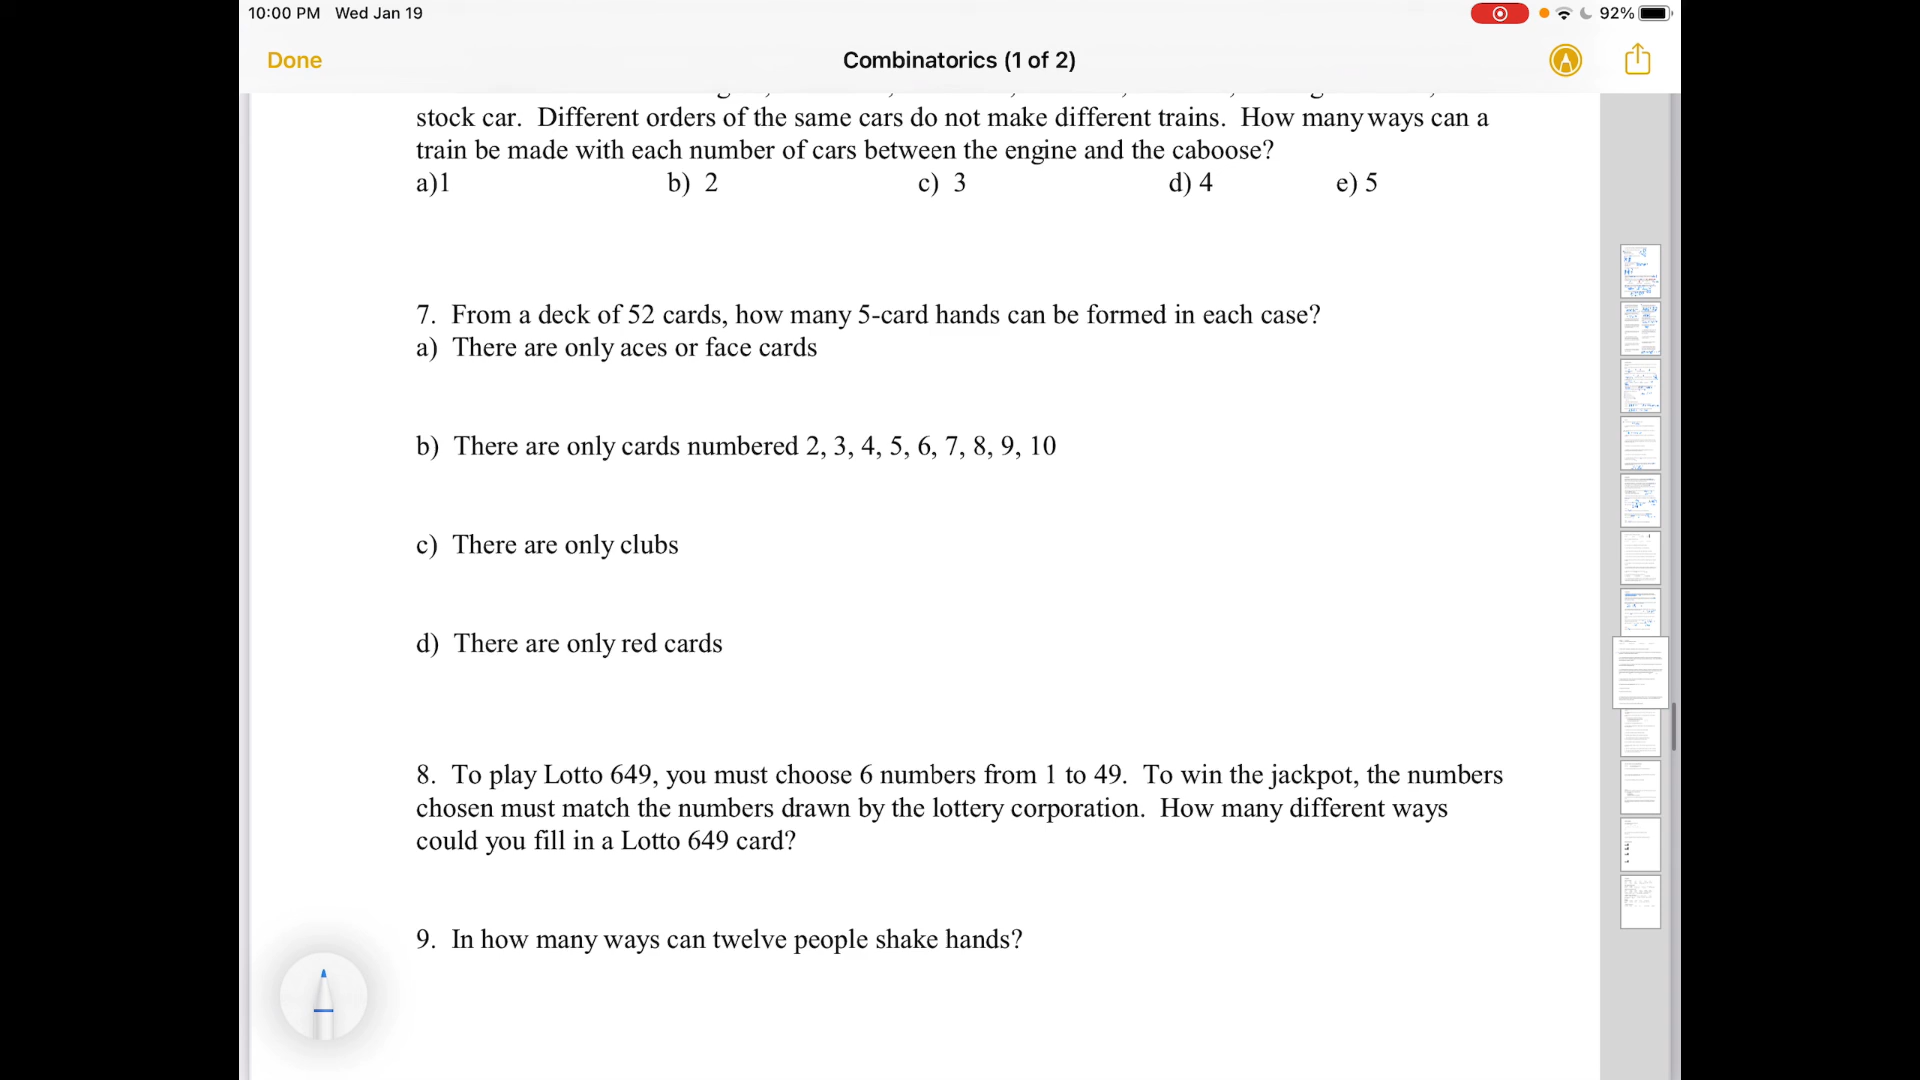 10:00 PM Wed Jan 19
92%
Done
Combinatorics (1 of 2)
stock car. Different orders of the same cars do not make different trains. How many ways can a
train be made with each number of cars between the engine and the caboose?
a)1 b) 2 c) 3 d) 4 e) 5
7. From a deck of 52 cards, how many 5-card hands can be formed in each case?
a) There are only aces or face cards
b) There are only cards numbered 2, 3, 4, 5, 6, 7, 8, 9, 10
c) There are only clubs
d) There are only red cards
8. To play Lotto 649, you must choose 6 numbers from 1 to 49. To win the jackpot, the numbers
chosen must match the numbers drawn by the lottery corporation. How many different ways
could you fill in a Lotto 649 card?
9. In how many ways can twelve people shake hands?